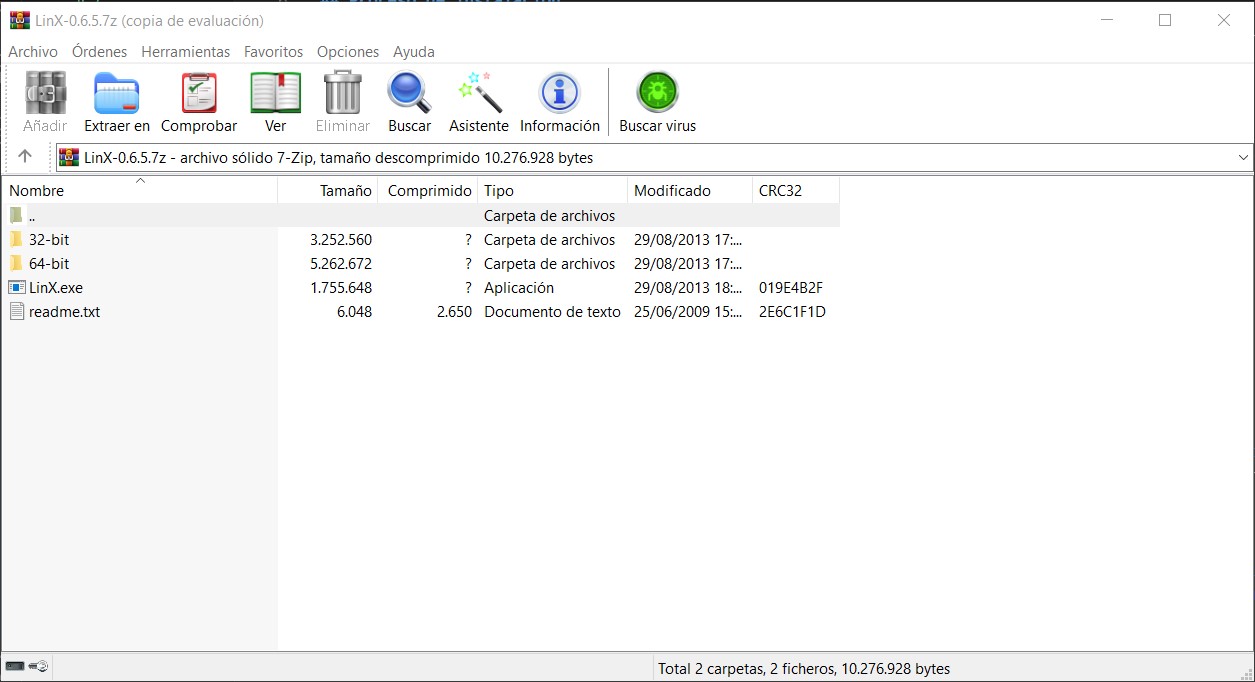 LinX-0.6.5.7z (copia de evaluación)
Archivo Órdenes Herramientas Favoritos Opciones Ayuda
Añadir Extraer en Comprobar Ver Eliminar Buscar Asistente Información Buscar virus
LinX-0.6.5.7z - archivo sólido 7-Zip, tamaño descomprimido 10.276.928 bytes
Nombre Tamaño Comprimido Tipo Modificado CRC32
.. Carpeta de archivos
32-bit 3.252.560 ? Carpeta de archivos 29/08/2013 17:...
64-bit 5.262.672 ? Carpeta de archivos 29/08/2013 17:...
LinX.exe 1.755.648 ? Aplicación 29/08/2013 18:... 019E4B2F
readme.txt 6.048 2.650 Documento de texto 25/06/2009 15:... 2E6C1F1D
Total 2 carpetas, 2 ficheros, 10.276.928 bytes